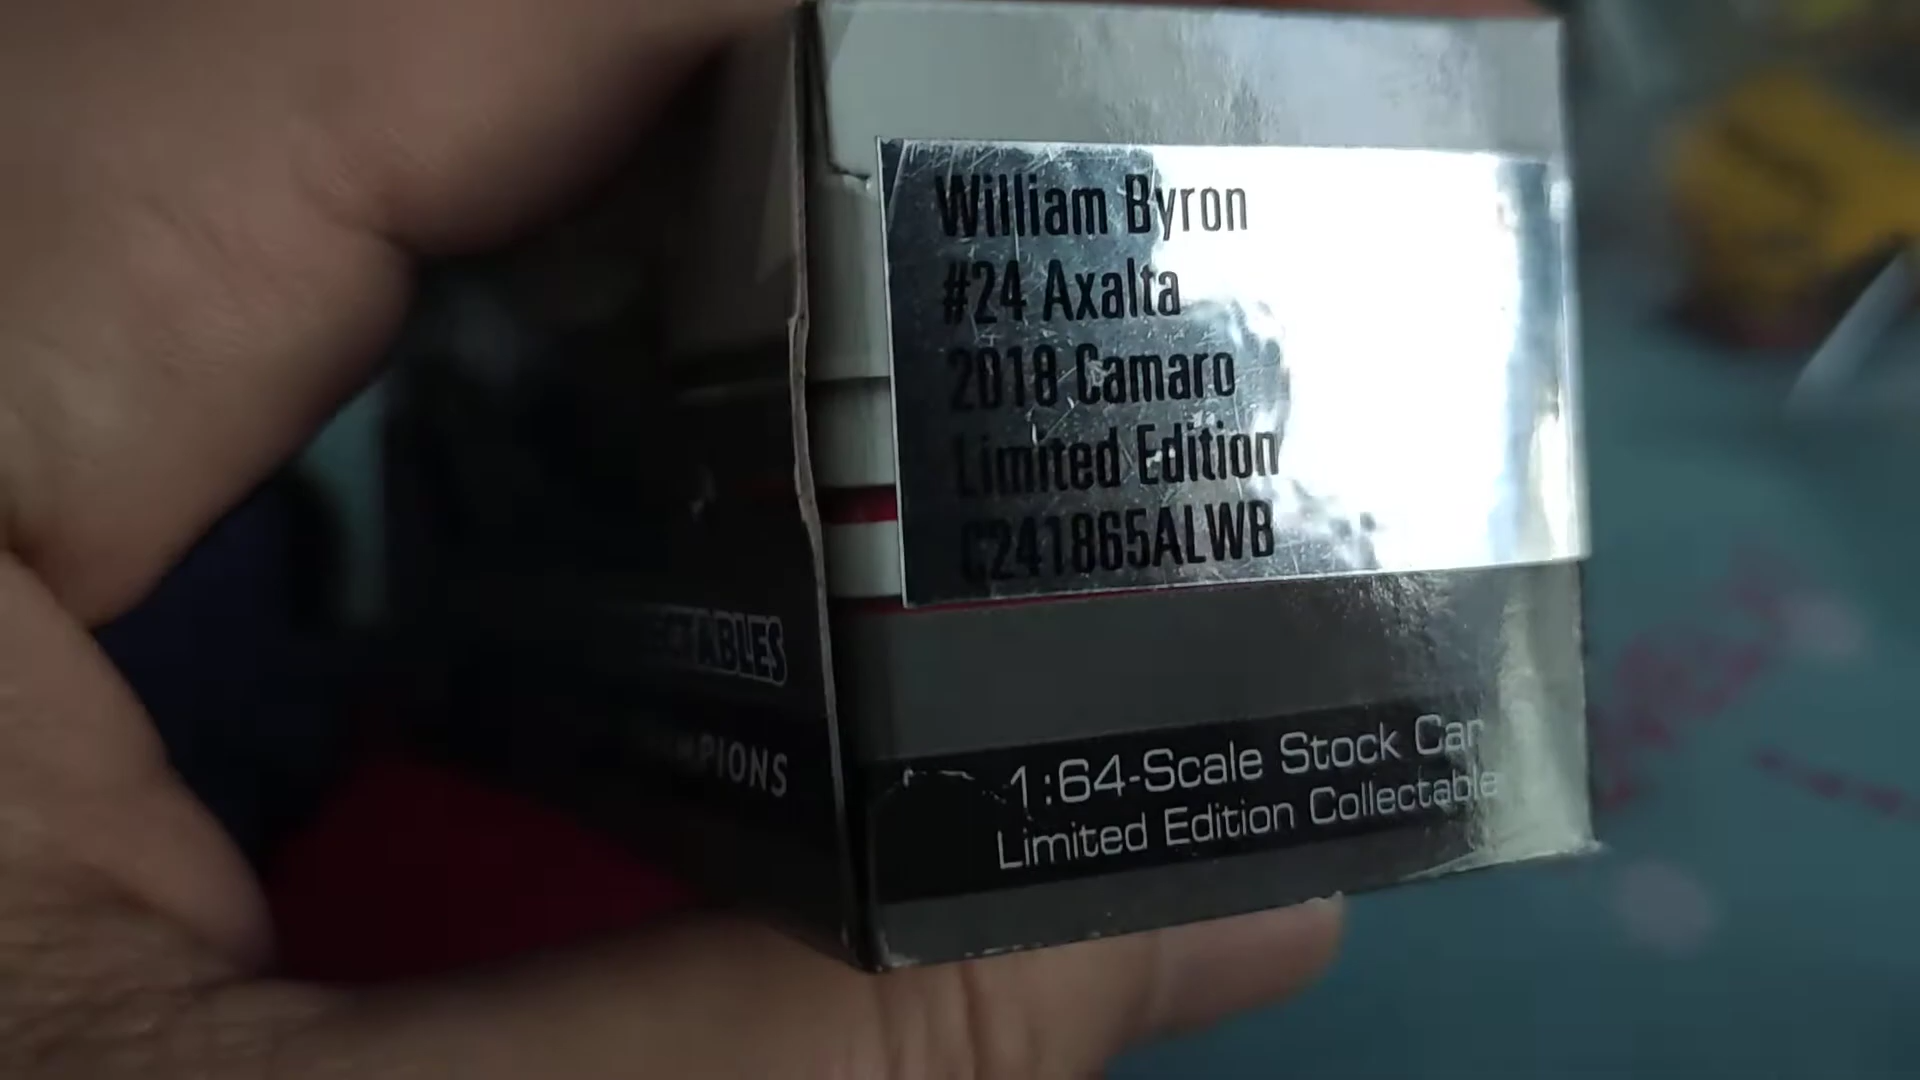 William Byron
#24 Axalta
2018 Camaro
Limited Edition
C241865ALWB
1:64-Scale Stock Car
Limited Edition Collectable